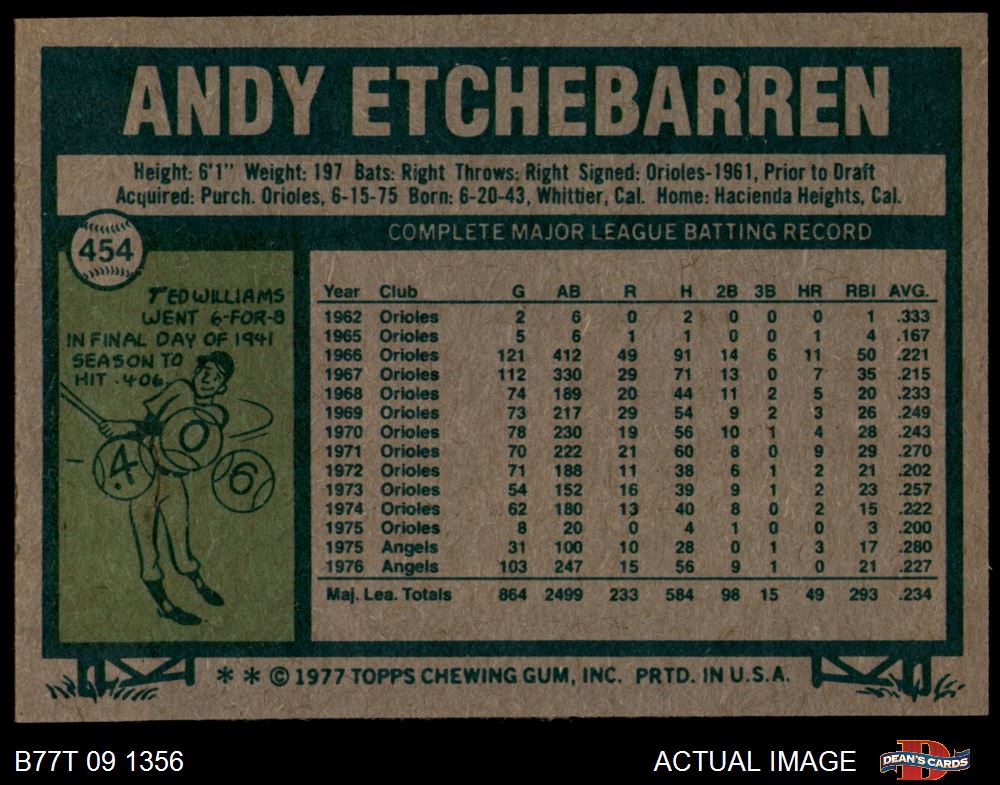 ANDY ETCHEBARREN
Height: 6'1" Weight: 197 Bats: Right Throws: Right Signed: Orioles-1961, Prior to Draft
Acquired: Purch. Orioles, 6-15-75 Born: 6-20-43, Whittier, Cal. Home: Hacienda Heights, Cal.
454
TED WILLIAMS
WENT 6-FOR-8
IN FINAL DAY OF 1941
SEASON TO
HIT .406.
.4 0 6
COMPLETE MAJOR LEAGUE BATTING RECORD
Year Club G AB R H 2B 3B HR RBI AVG.
1962 Orioles 2 6 0 2 0 0 0 1 .333
1965 Orioles 5 6 1 1 0 0 1 4 .167
1966 Orioles 121 412 49 91 14 6 11 50 .221
1967 Orioles 112 330 29 71 13 0 7 35 .215
1968 Orioles 74 189 20 44 11 2 5 20 .233
1969 Orioles 73 217 29 54 9 2 3 26 .249
1970 Orioles 78 230 19 56 10 1 4 28 .243
1971 Orioles 70 222 21 60 8 0 9 29 .270
1972 Orioles 71 188 11 38 6 1 2 21 .202
1973 Orioles 54 152 16 39 9 1 2 23 .257
1974 Orioles 62 180 13 40 8 0 2 15 .222
1975 Orioles 8 20 0 4 1 0 0 3 .200
1975 Angels 31 100 10 28 0 1 3 17 .280
1976 Angels 103 247 15 56 9 1 0 21 .227
Maj. Lea. Totals 864 2499 233 584 98 15 49 293 .234
* * © 1977 TOPPS CHEWING GUM, INC. PRTD. IN U.S.A.
B77T 09 1356
ACTUAL IMAGE
D
DEAN'S CARDS